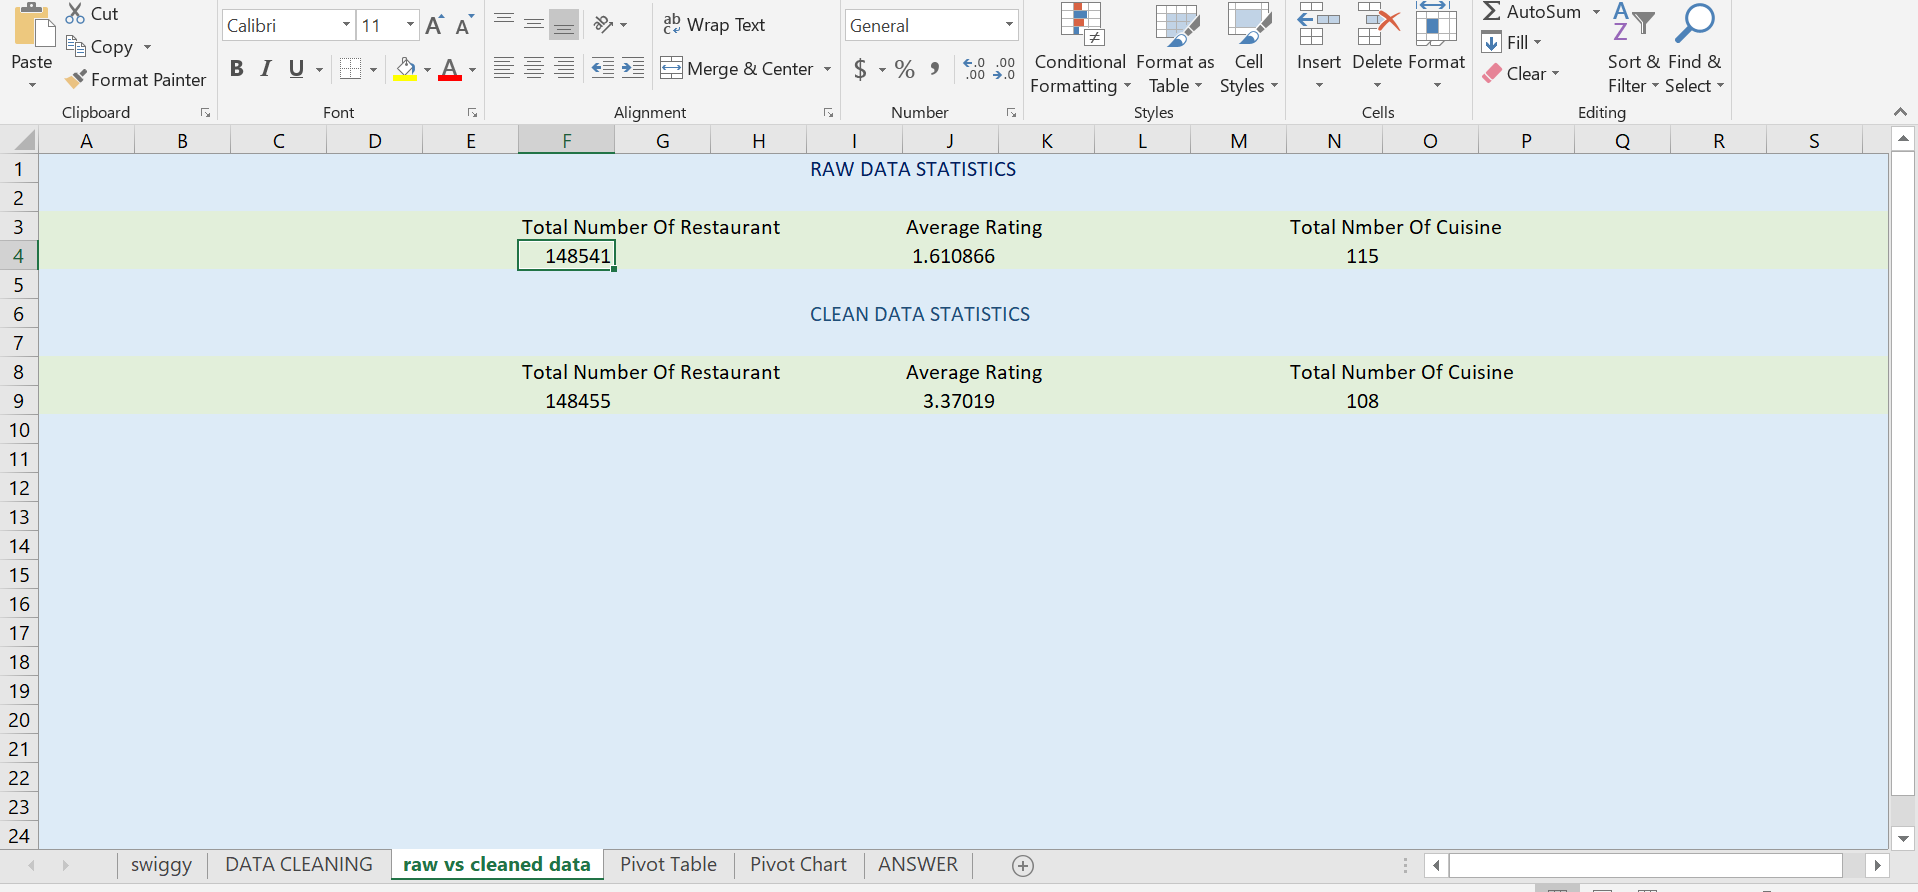 Cut
Copy
Format Painter
Paste
Clipboard
Calibri 11 A A
B I U A
Font
ab Wrap Text
Merge & Center
Alignment
General
$ % , .0 .00 .00 .0
Number
Conditional Formatting
Format as Table
Cell Styles
Styles
Insert Delete Format
Cells
AutoSum
Fill
Clear
Sort & Filter
Find & Select
Editing
A B C D E F G H I J K L M N O P Q R S
1 RAW DATA STATISTICS
2
3 Total Number Of Restaurant Average Rating Total Nmber Of Cuisine
4 148541 1.610866 115
5
6 CLEAN DATA STATISTICS
7
8 Total Number Of Restaurant Average Rating Total Number Of Cuisine
9 148455 3.37019 108
10
11
12
13
14
15
16
17
18
19
20
21
22
23
24
swiggy DATA CLEANING raw vs cleaned data Pivot Table Pivot Chart ANSWER